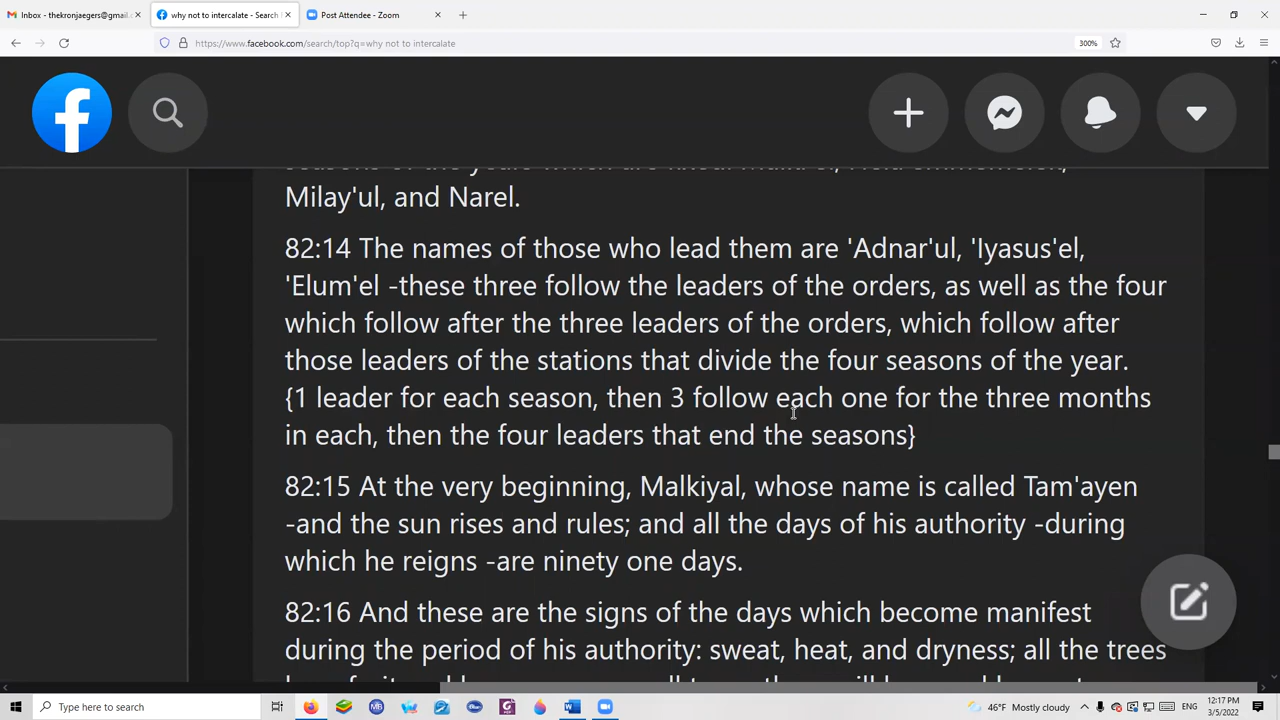 Inbox - thekronjaegers@gmail.c
why not to intercalate - Search
Post Attendee - Zoom
https://www.facebook.com/search/top?q=why not to intercalate
300%
Milay'ul, and Narel.
82:14 The names of those who lead them are 'Adnar'ul, 'Iyasus'el,
'Elum'el -these three follow the leaders of the orders, as well as the four
which follow after the three leaders of the orders, which follow after
those leaders of the stations that divide the four seasons of the year.
{1 leader for each season, then 3 follow each one for the three months
in each, then the four leaders that end the seasons}
82:15 At the very beginning, Malkiyal, whose name is called Tam'ayen
-and the sun rises and rules; and all the days of his authority -during
which he reigns -are ninety one days.
82:16 And these are the signs of the days which become manifest
during the period of his authority: sweat, heat, and dryness; all the trees
Type here to search
46°F Mostly cloudy
12:17 PM
3/5/2022